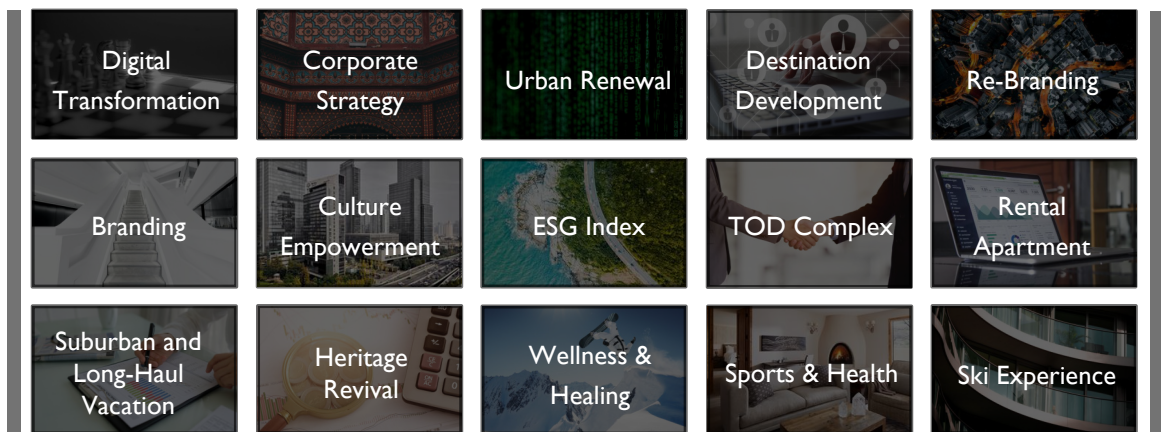 Digital
Transformation
Corporate
Strategy
Urban Renewal
Destination
Development
Re-Branding
Branding
Culture
Empowerment
ESG Index
TOD Complex
Rental
Apartment
Suburban and
Long-Haul
Vacation
Heritage
Revival
Wellness &
Healing
Sports & Health
Ski Experience